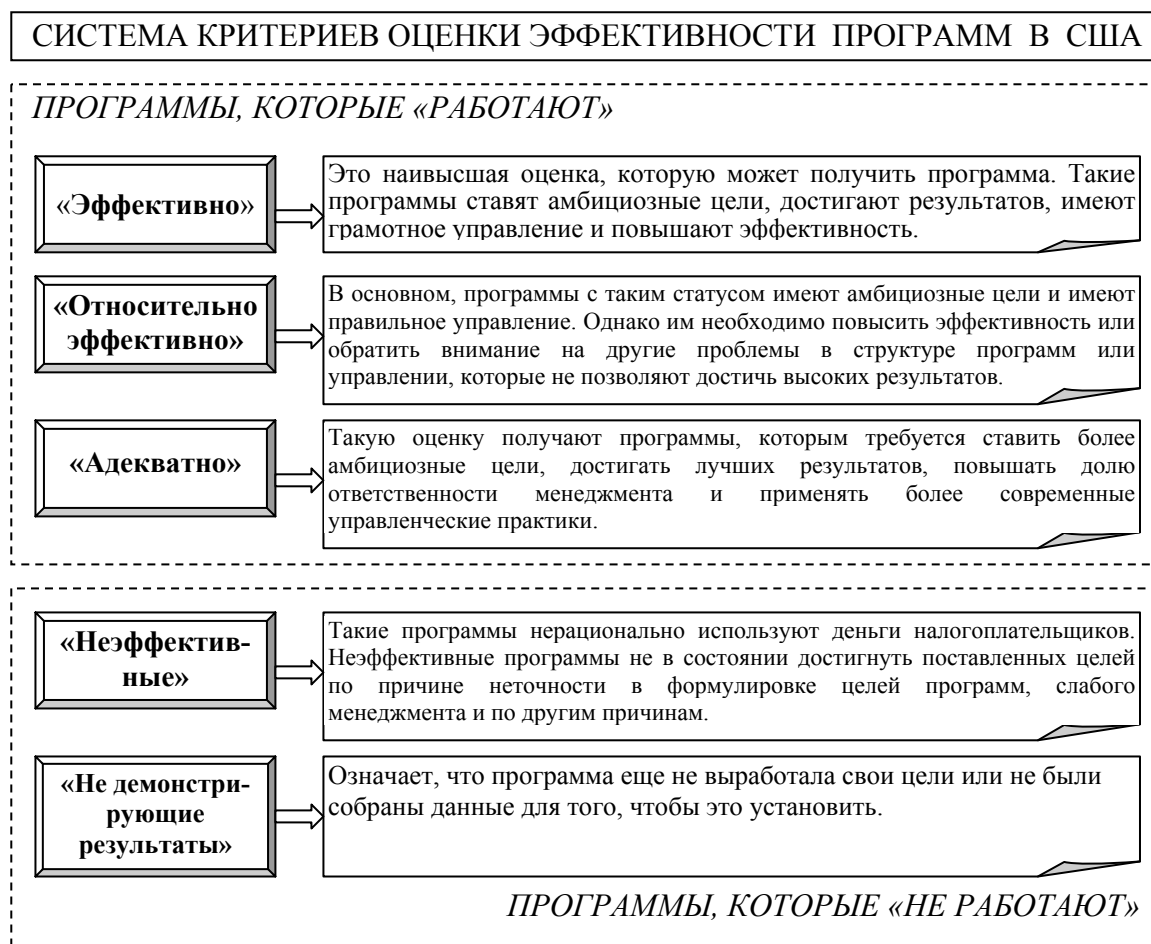 СИСТЕМА КРИТЕРИЕВ ОЦЕНКИ ЭФФЕКТИВНОСТИ ПРОГРАММ В США
ПРОГРАММЫ, КОТОРЫЕ «РАБОТАЮТ»
«Эффективно»
Это наивысшая оценка, которую может получить программа. Такие
программы ставят амбициозные цели, достигают результатов, имеют
грамотное управление и повышают эффективность.
«Относительно
эффективно»
В основном, программы с таким статусом имеют амбициозные цели и имеют
правильное управление. Однако им необходимо повысить эффективность или
обратить внимание на другие проблемы в структуре программ или
управлении, которые не позволяют достичь высоких результатов.
«Адекватно»
Такую оценку получают программы, которым требуется ставить более
амбициозные цели, достигать лучших результатов, повышать долю
ответственности менеджмента и применять более современные
управленческие практики.
«Неэффектив-
ные»
Такие программы нерационально используют деньги налогоплательщиков.
Неэффективные программы не в состоянии достигнуть поставленных целей
по причине неточности в формулировке целей программ, слабого
менеджмента и по другим причинам.
«Не демонстри-
рующие
результаты»
Означает, что программа еще не выработала свои цели или не были
собраны данные для того, чтобы это установить.
ПРОГРАММЫ, КОТОРЫЕ «НЕ РАБОТАЮТ»